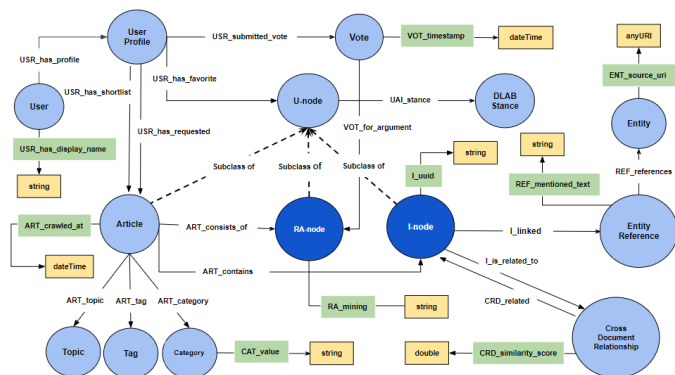 User
Profile
USR_submitted_vote
Vote
VOT_timestamp
dateTime
anyURI
USR_has_profile
USR_has_favorite
ENT_source_uri
USR_has_shortlist
U-node
UAI_stance
DLAB
Stance
User
Entity
USR_has_requested
VOT_for_argument
USR_has_display_name
string
string
Subclass of
Subclass of
Subclass of
I_uuid
REF_references
string
REF_mentioned_text
Article
ART_crawled_at
ART_consists_of
RA-node
I-node
I_linked
Entity
Reference
dateTime
ART_contains
I_is_related_to
ART_topic
ART_tag
ART_category
RA_mining
string
CRD_related
Cross
Document
Relationship
Topic
Tag
Category
CAT_value
string
double
CRD_similarity_score